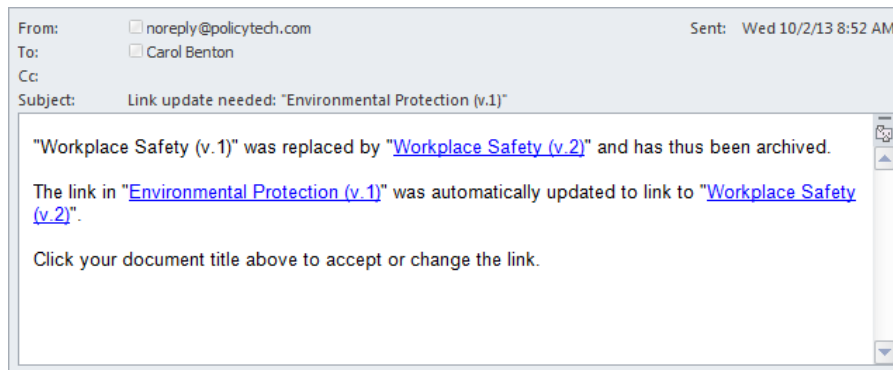 From: noreply@policytech.com Sent: Wed 10/2/13 8:52 AM
To: Carol Benton
Cc:
Subject: Link update needed: "Environmental Protection (v.1)"
"Workplace Safety (v.1)" was replaced by "Workplace Safety (v.2)" and has thus been archived.
The link in "Environmental Protection (v.1)" was automatically updated to link to "Workplace Safety
(v.2)".
Click your document title above to accept or change the link.